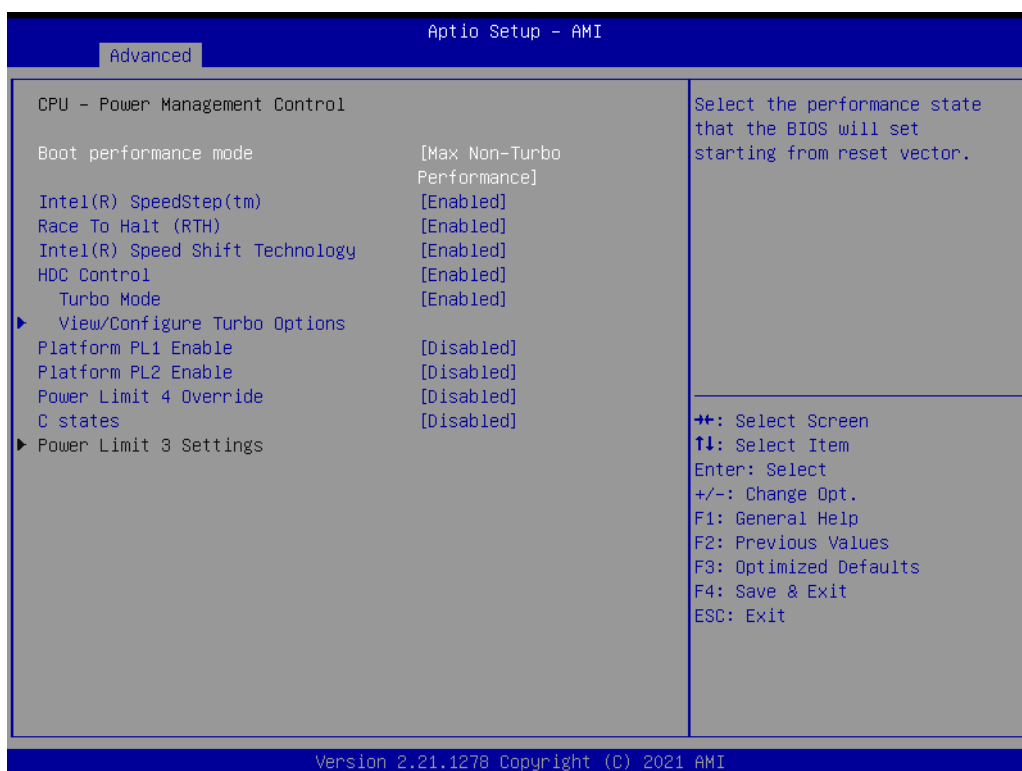 Aptio Setup – AMI
Advanced
CPU – Power Management Control
Boot performance mode [Max Non-Turbo
Performance]
Intel(R) SpeedStep(tm) [Enabled]
Race To Halt (RTH) [Enabled]
Intel(R) Speed Shift Technology [Enabled]
HDC Control [Enabled]
Turbo Mode [Enabled]
View/Configure Turbo Options
Platform PL1 Enable [Disabled]
Platform PL2 Enable [Disabled]
Power Limit 4 Override [Disabled]
C states [Disabled]
Power Limit 3 Settings
Select the performance state
that the BIOS will set
starting from reset vector.
→←: Select Screen
↑↓: Select Item
Enter: Select
+/-: Change Opt.
F1: General Help
F2: Previous Values
F3: Optimized Defaults
F4: Save & Exit
ESC: Exit
Version 2.21.1278 Copyright (C) 2021 AMI